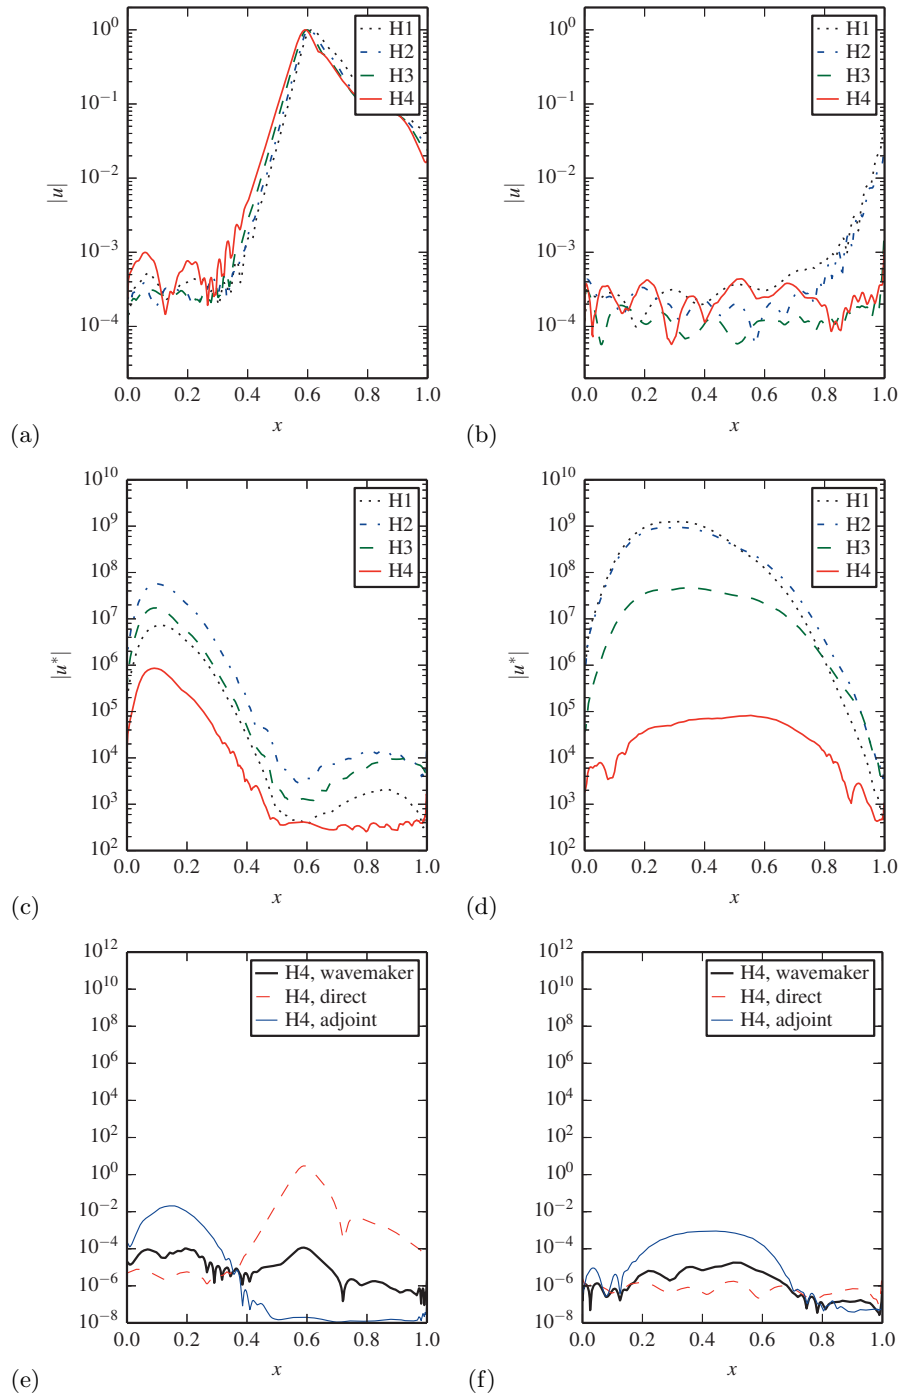 10^0
10^−1
10^−2
10^−3
10^−4
|u|
0.0 0.2 0.4 0.6 0.8 1.0
x
H1
H2
H3
H4
(a)
10^0
10^−1
10^−2
10^−3
10^−4
|u|
0.0 0.2 0.4 0.6 0.8 1.0
x
H1
H2
H3
H4
(b)
10^10
10^9
10^8
10^7
10^6
10^5
10^4
10^3
10^2
|u*|
0.0 0.2 0.4 0.6 0.8 1.0
x
H1
H2
H3
H4
(c)
10^10
10^9
10^8
10^7
10^6
10^5
10^4
10^3
10^2
|u*|
0.0 0.2 0.4 0.6 0.8 1.0
x
H1
H2
H3
H4
(d)
10^12
10^10
10^8
10^6
10^4
10^2
10^0
10^−2
10^−4
10^−6
10^−8
0.0 0.2 0.4 0.6 0.8 1.0
x
H4, wavemaker
H4, direct
H4, adjoint
(e)
10^12
10^10
10^8
10^6
10^4
10^2
10^0
10^−2
10^−4
10^−6
10^−8
0.0 0.2 0.4 0.6 0.8 1.0
x
H4, wavemaker
H4, direct
H4, adjoint
(f)